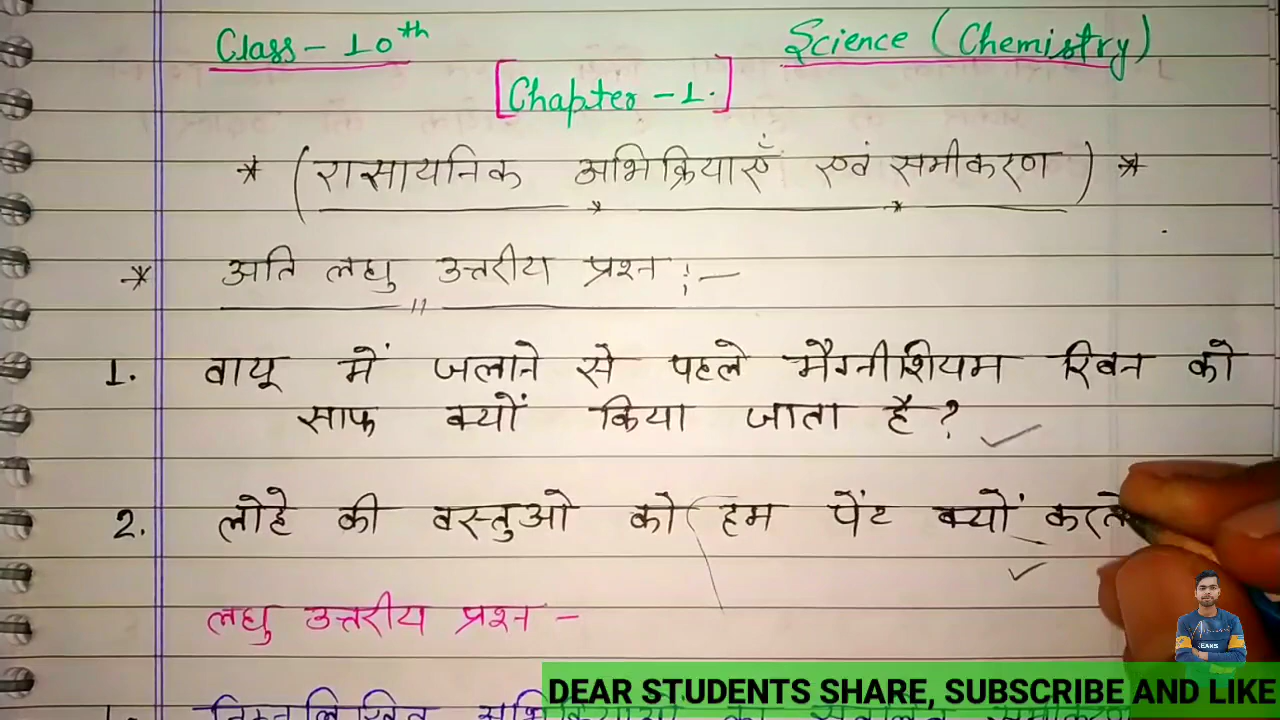 Class - 10th
Science (Chemistry)
[Chapter - 1.]
* (रासायनिक अभिक्रियाएँ एवं समीकरण) *
* अति लघु उत्तरीय प्रश्न :-
1. वायू में जलाने से पहले मैग्नीशियम रिबन को
साफ क्यों किया जाता है?
2. लोहे की वस्तुओ को हम पेंट क्यों करते
लघु उत्तरीय प्रश्न -
DEAR STUDENTS SHARE, SUBSCRIBE AND LIKE